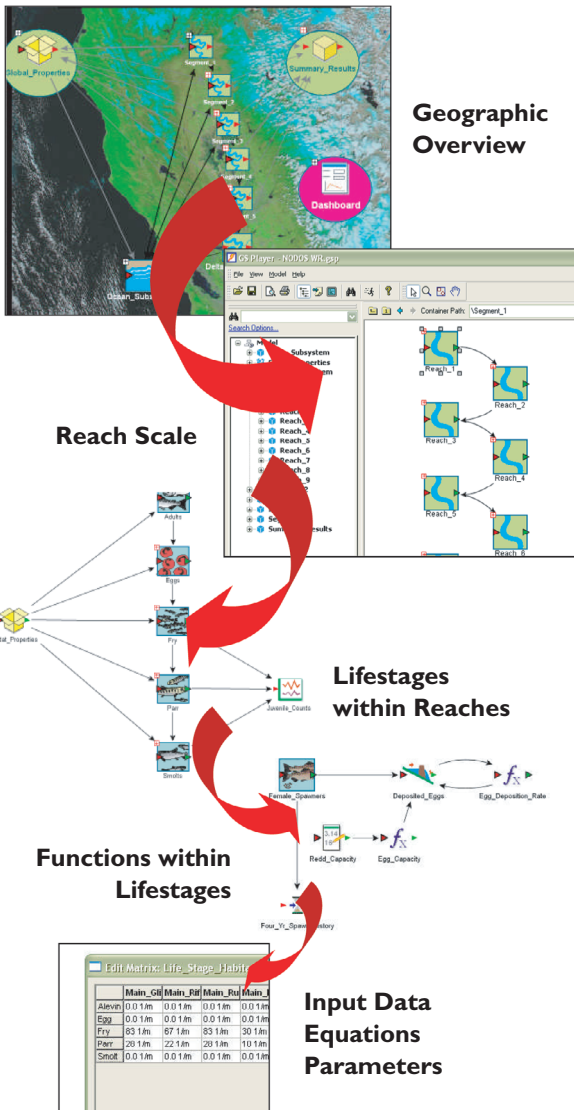 Global_Properties
Segment_1
Summary_Results
Dashboard
Geographic
Overview
GS Player - NODOS WR.gsp
File View Model Help
Search Options...
Container Path: \Segment_1
Model
Subsystem
Reach_4
Reach_5
Reach_6
Reach_7
Reach_8
Reach_1
Reach_2
Reach_3
Reach_4
Reach_5
Reach_6
Reach Scale
Adults
Eggs
Fry
Parr
Smolts
Juvenile_Counts
Lifestages
within Reaches
Female_Spawners
Deposited_Eggs
Egg_Deposition_Rate
Redd_Capacity
Egg_Capacity
Functions within
Lifestages
Edit Matrix: Life_Stage_Habit
Main_Gli Main_Rif Main_Ru Main_
Alevin 0.0 1/m 0.0 1/m 0.0 1/m 0.0 1/m
Egg 0.0 1/m 0.0 1/m 0.0 1/m 0.0 1/m
Fry 83 1/m 67 1/m 83 1/m 30 1/m
Parr 28 1/m 22 1/m 28 1/m 10 1/m
Smolt 0.0 1/m 0.0 1/m 0.0 1/m 0.0 1/m
Input Data
Equations
Parameters